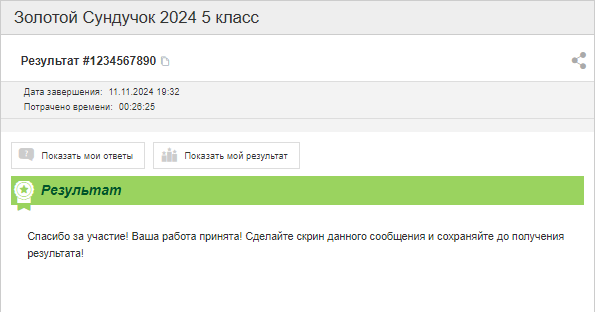 Золотой Сундучок 2024 5 класс
Результат #1234567890
Дата завершения: 11.11.2024 19:32
Потрачено времени: 00:26:25
Показать мои ответы Показать мой результат
Результат
Спасибо за участие! Ваша работа принята! Сделайте скрин данного сообщения и сохраняйте до получения
результата!